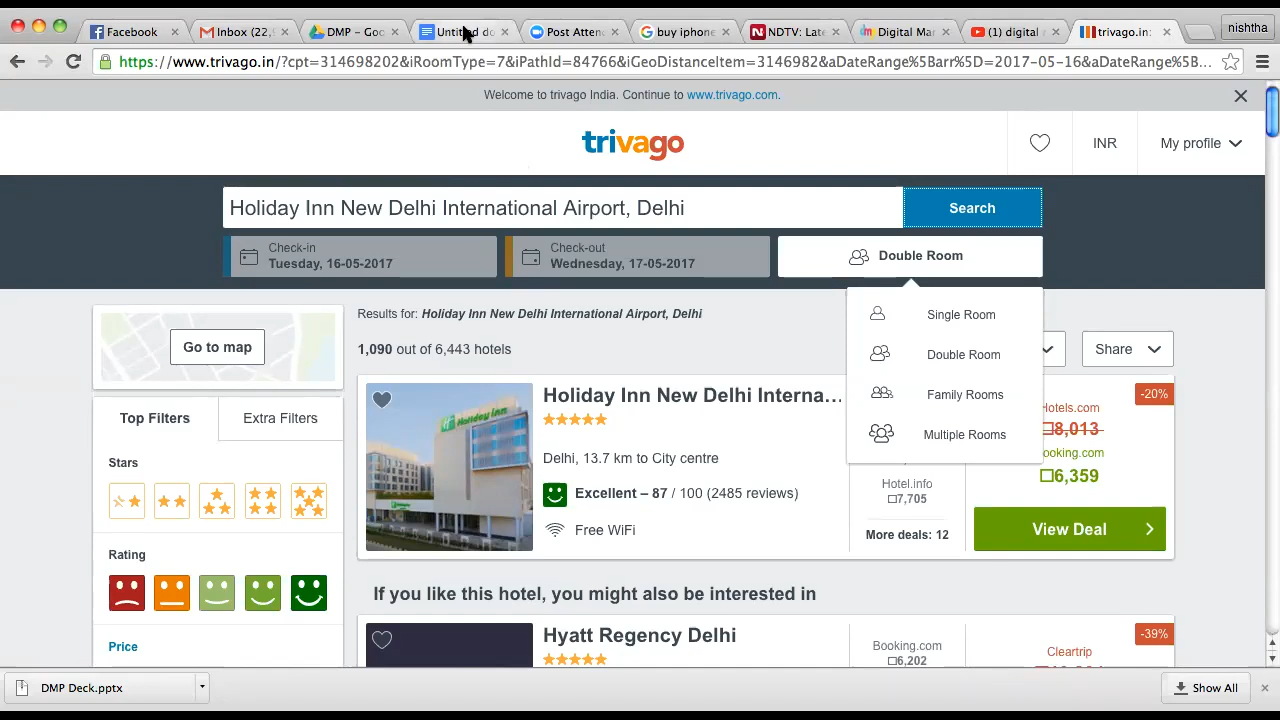 Facebook
Inbox (22,
DMP – Goo
Untitled do
Post Atten
buy iphone
NDTV: Lat
Digital Mar
(1) digital
trivago.in:
nishtha
https://www.trivago.in/?cpt=314698202&iRoomType=7&iPathId=84766&iGeoDistanceItem=3146982&aDateRange%5Barr%5D=2017-05-16&aDateRange%5B...
Welcome to trivago India. Continue to www.trivago.com.
trivago
INR
My profile
Holiday Inn New Delhi International Airport, Delhi
Search
Check-in
Tuesday, 16-05-2017
Check-out
Wednesday, 17-05-2017
Double Room
Single Room
Double Room
Family Rooms
Multiple Rooms
Go to map
Results for: Holiday Inn New Delhi International Airport, Delhi
1,090 out of 6,443 hotels
Share
Top Filters
Extra Filters
Stars
Rating
Price
Holiday Inn New Delhi Interna...
Delhi, 13.7 km to City centre
Excellent – 87 / 100 (2485 reviews)
Free WiFi
Holiday Inn
Hotel.info
7,705
More deals: 12
-20%
Hotels.com
8,013
ooking.com
6,359
View Deal
If you like this hotel, you might also be interested in
Hyatt Regency Delhi
Booking.com
6,202
-39%
Cleartrip
DMP Deck.pptx
Show All